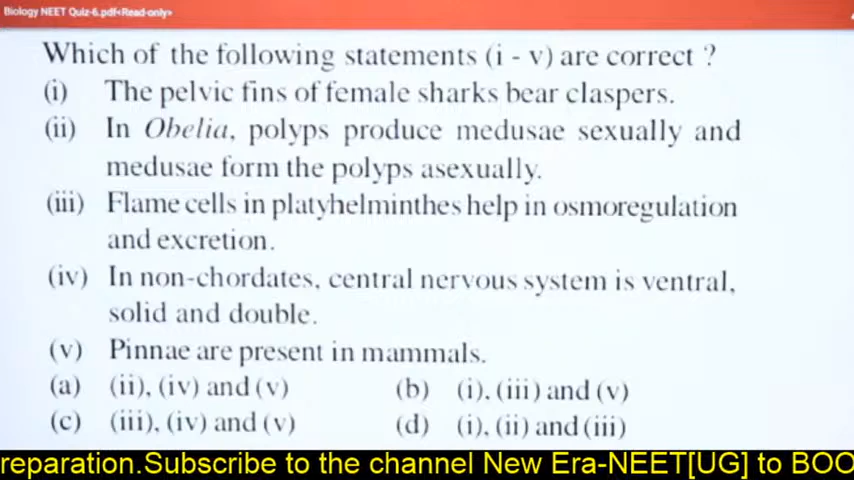 Biology NEET Quiz-6.pdf<Read-only>
Which of the following statements (i - v) are correct ?
(i) The pelvic fins of female sharks bear claspers.
(ii) In Obelia, polyps produce medusae sexually and
medusae form the polyps asexually.
(iii) Flame cells in platyhelminthes help in osmoregulation
and excretion.
(iv) In non-chordates, central nervous system is ventral,
solid and double.
(v) Pinnae are present in mammals.
(a) (ii), (iv) and (v) (b) (i), (iii) and (v)
(c) (iii), (iv) and (v) (d) (i), (ii) and (iii)
reparation.Subscribe to the channel New Era-NEET[UG] to BOO